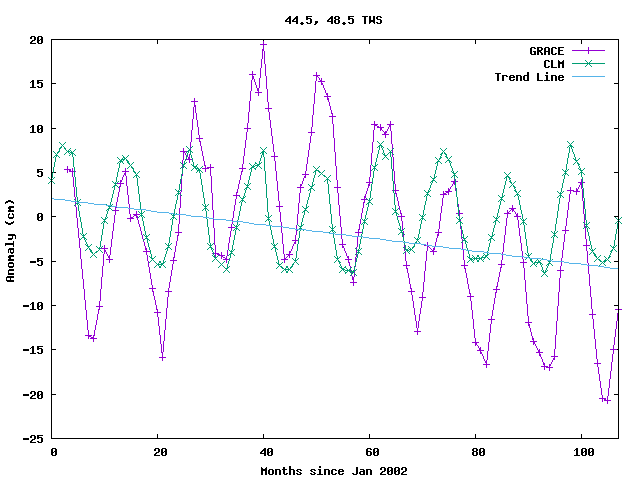 44.5, 48.5 TWS
GRACE
CLM
Trend Line
20
15
10
5
0
-5
-10
-15
-20
-25
Anomaly (cm)
0 20 40 60 80 100
Months since Jan 2002